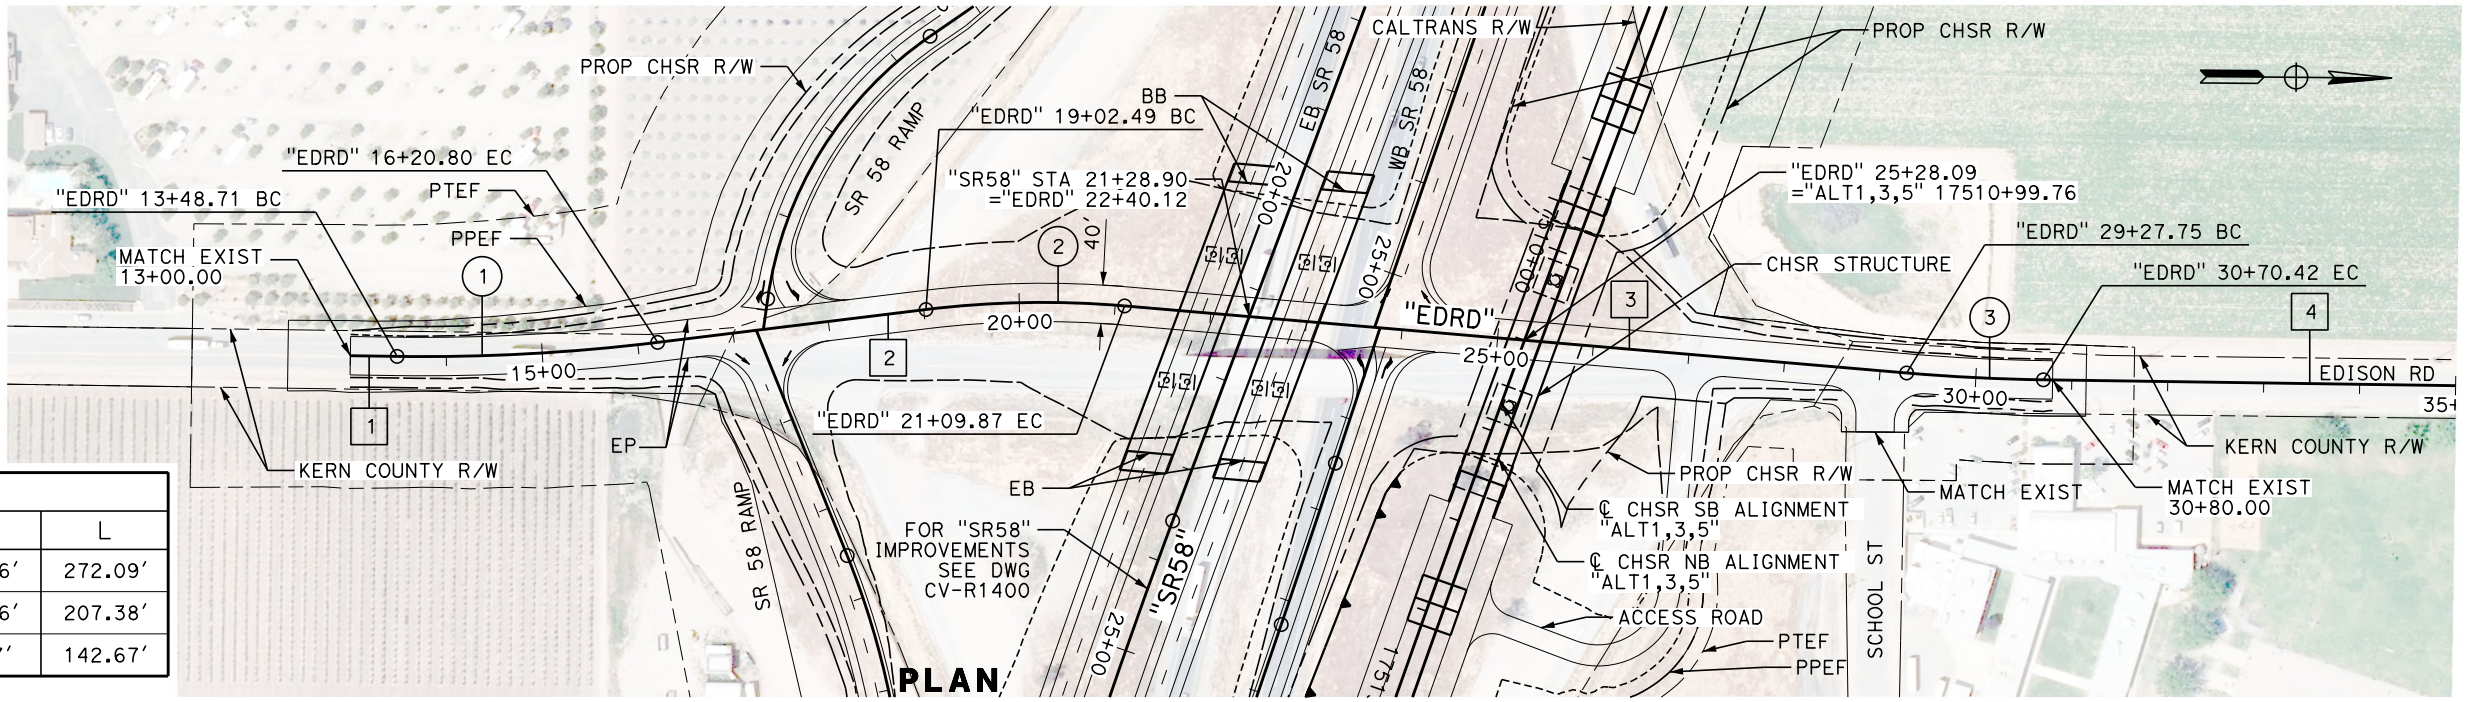 CALTRANS R/W
PROP CHSR R/W
PROP CHSR R/W
EB SR 58
WB SR 58
BB
"EDRD" 19+02.49 BC
SR 58 RAMP
"EDRD" 16+20.80 EC
PTEF
"EDRD" 13+48.71 BC
PPEF
MATCH EXIST
13+00.00
1
"SR58" STA 21+28.90
="EDRD" 22+40.12
20+00
2
40'
25+00
"EDRD" 25+28.09
="ALT1,3,5" 17510+99.76
"EDRD" 29+27.75 BC
CHSR STRUCTURE
"EDRD" 30+70.42 EC
3
3
4
20+00
"EDRD"
25+00
15+00
2
EDISON RD
30+00
35+
1
"EDRD" 21+09.87 EC
EP
KERN COUNTY R/W
KERN COUNTY R/W
EB
PROP CHSR R/W
MATCH EXIST
MATCH EXIST
30+80.00
SR 58 RAMP
FOR "SR58"
IMPROVEMENTS
SEE DWG
CV-R1400
"SR58"
25+00
℄ CHSR SB ALIGNMENT
"ALT1,3,5"
℄ CHSR NB ALIGNMENT
"ALT1,3,5"
ACCESS ROAD
PTEF
PPEF
SCHOOL ST
1751
L
6' 272.09'
6' 207.38'
142.67'
PLAN